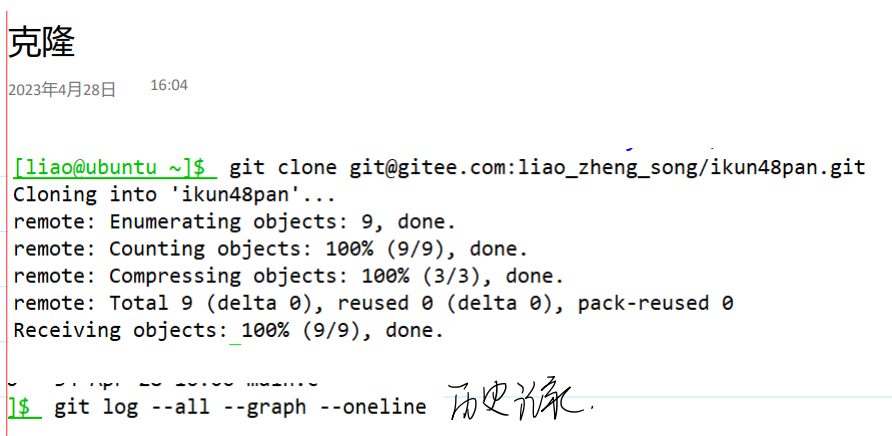 克隆
2023年4月28日 16:04
[liao@ubuntu ~]$ git clone git@gitee.com:liao_zheng_song/ikun48pan.git
Cloning into 'ikun48pan'...
remote: Enumerating objects: 9, done.
remote: Counting objects: 100% (9/9), done.
remote: Compressing objects: 100% (3/3), done.
remote: Total 9 (delta 0), reused 0 (delta 0), pack-reused 0
Receiving objects: 100% (9/9), done.
]$ git log --all --graph --oneline 历史记录.